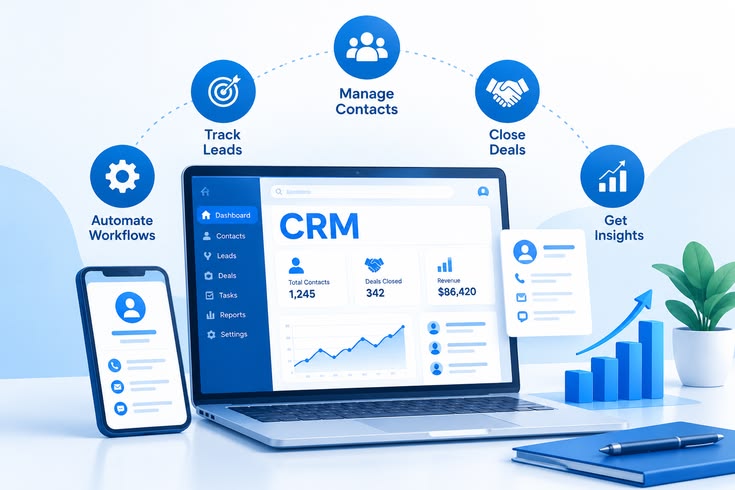 Manage
Contacts
Track
Leads
Close
Deals
Automate
Workflows
Get
Insights
Dashboard
Contacts
Leads
Deals
Tasks
Reports
Settings
CRM
Total Contacts
1,245
Deals Closed
342
Revenue
$86,420